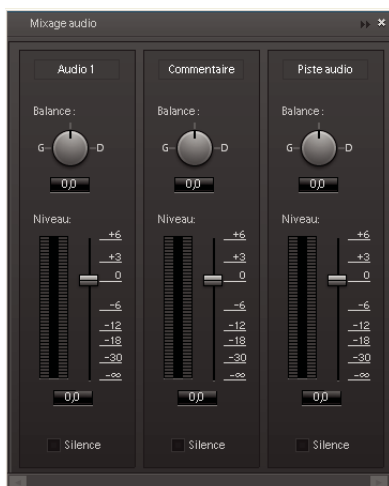 Mixage audio
Audio 1
Balance :
G D
0,0
Niveau:
+6
+3
0
-6
-12
-18
-30
-∞
0,0
Silence
Commentaire
Balance :
G D
0,0
Niveau:
+6
+3
0
-6
-12
-18
-30
-∞
0,0
Silence
Piste audio
Balance :
G D
0,0
Niveau:
+6
+3
0
-6
-12
-18
-30
-∞
0,0
Silence